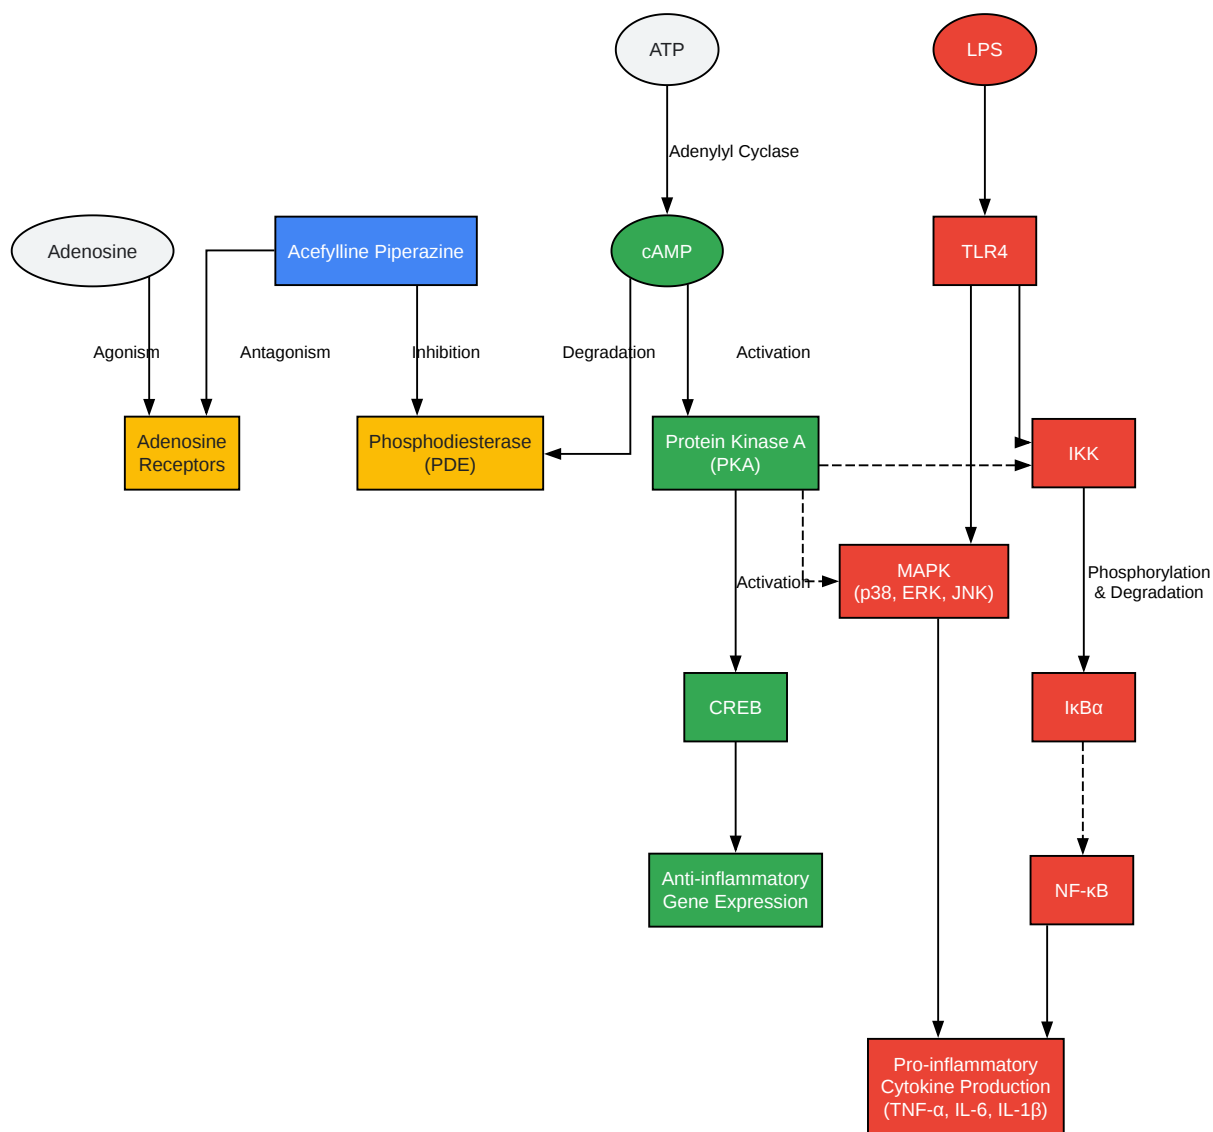 ATP
LPS
Adenylyl Cyclase
Adenosine
Acefylline Piperazine
cAMP
TLR4
Agonism
Antagonism
Inhibition
Degradation
Activation
Adenosine
Receptors
Phosphodiesterase
(PDE)
Protein Kinase A
(PKA)
IKK
Activation
MAPK
(p38, ERK, JNK)
Phosphorylation
& Degradation
CREB
IκBα
Anti-inflammatory
Gene Expression
NF-κB
Pro-inflammatory
Cytokine Production
(TNF-α, IL-6, IL-1β)